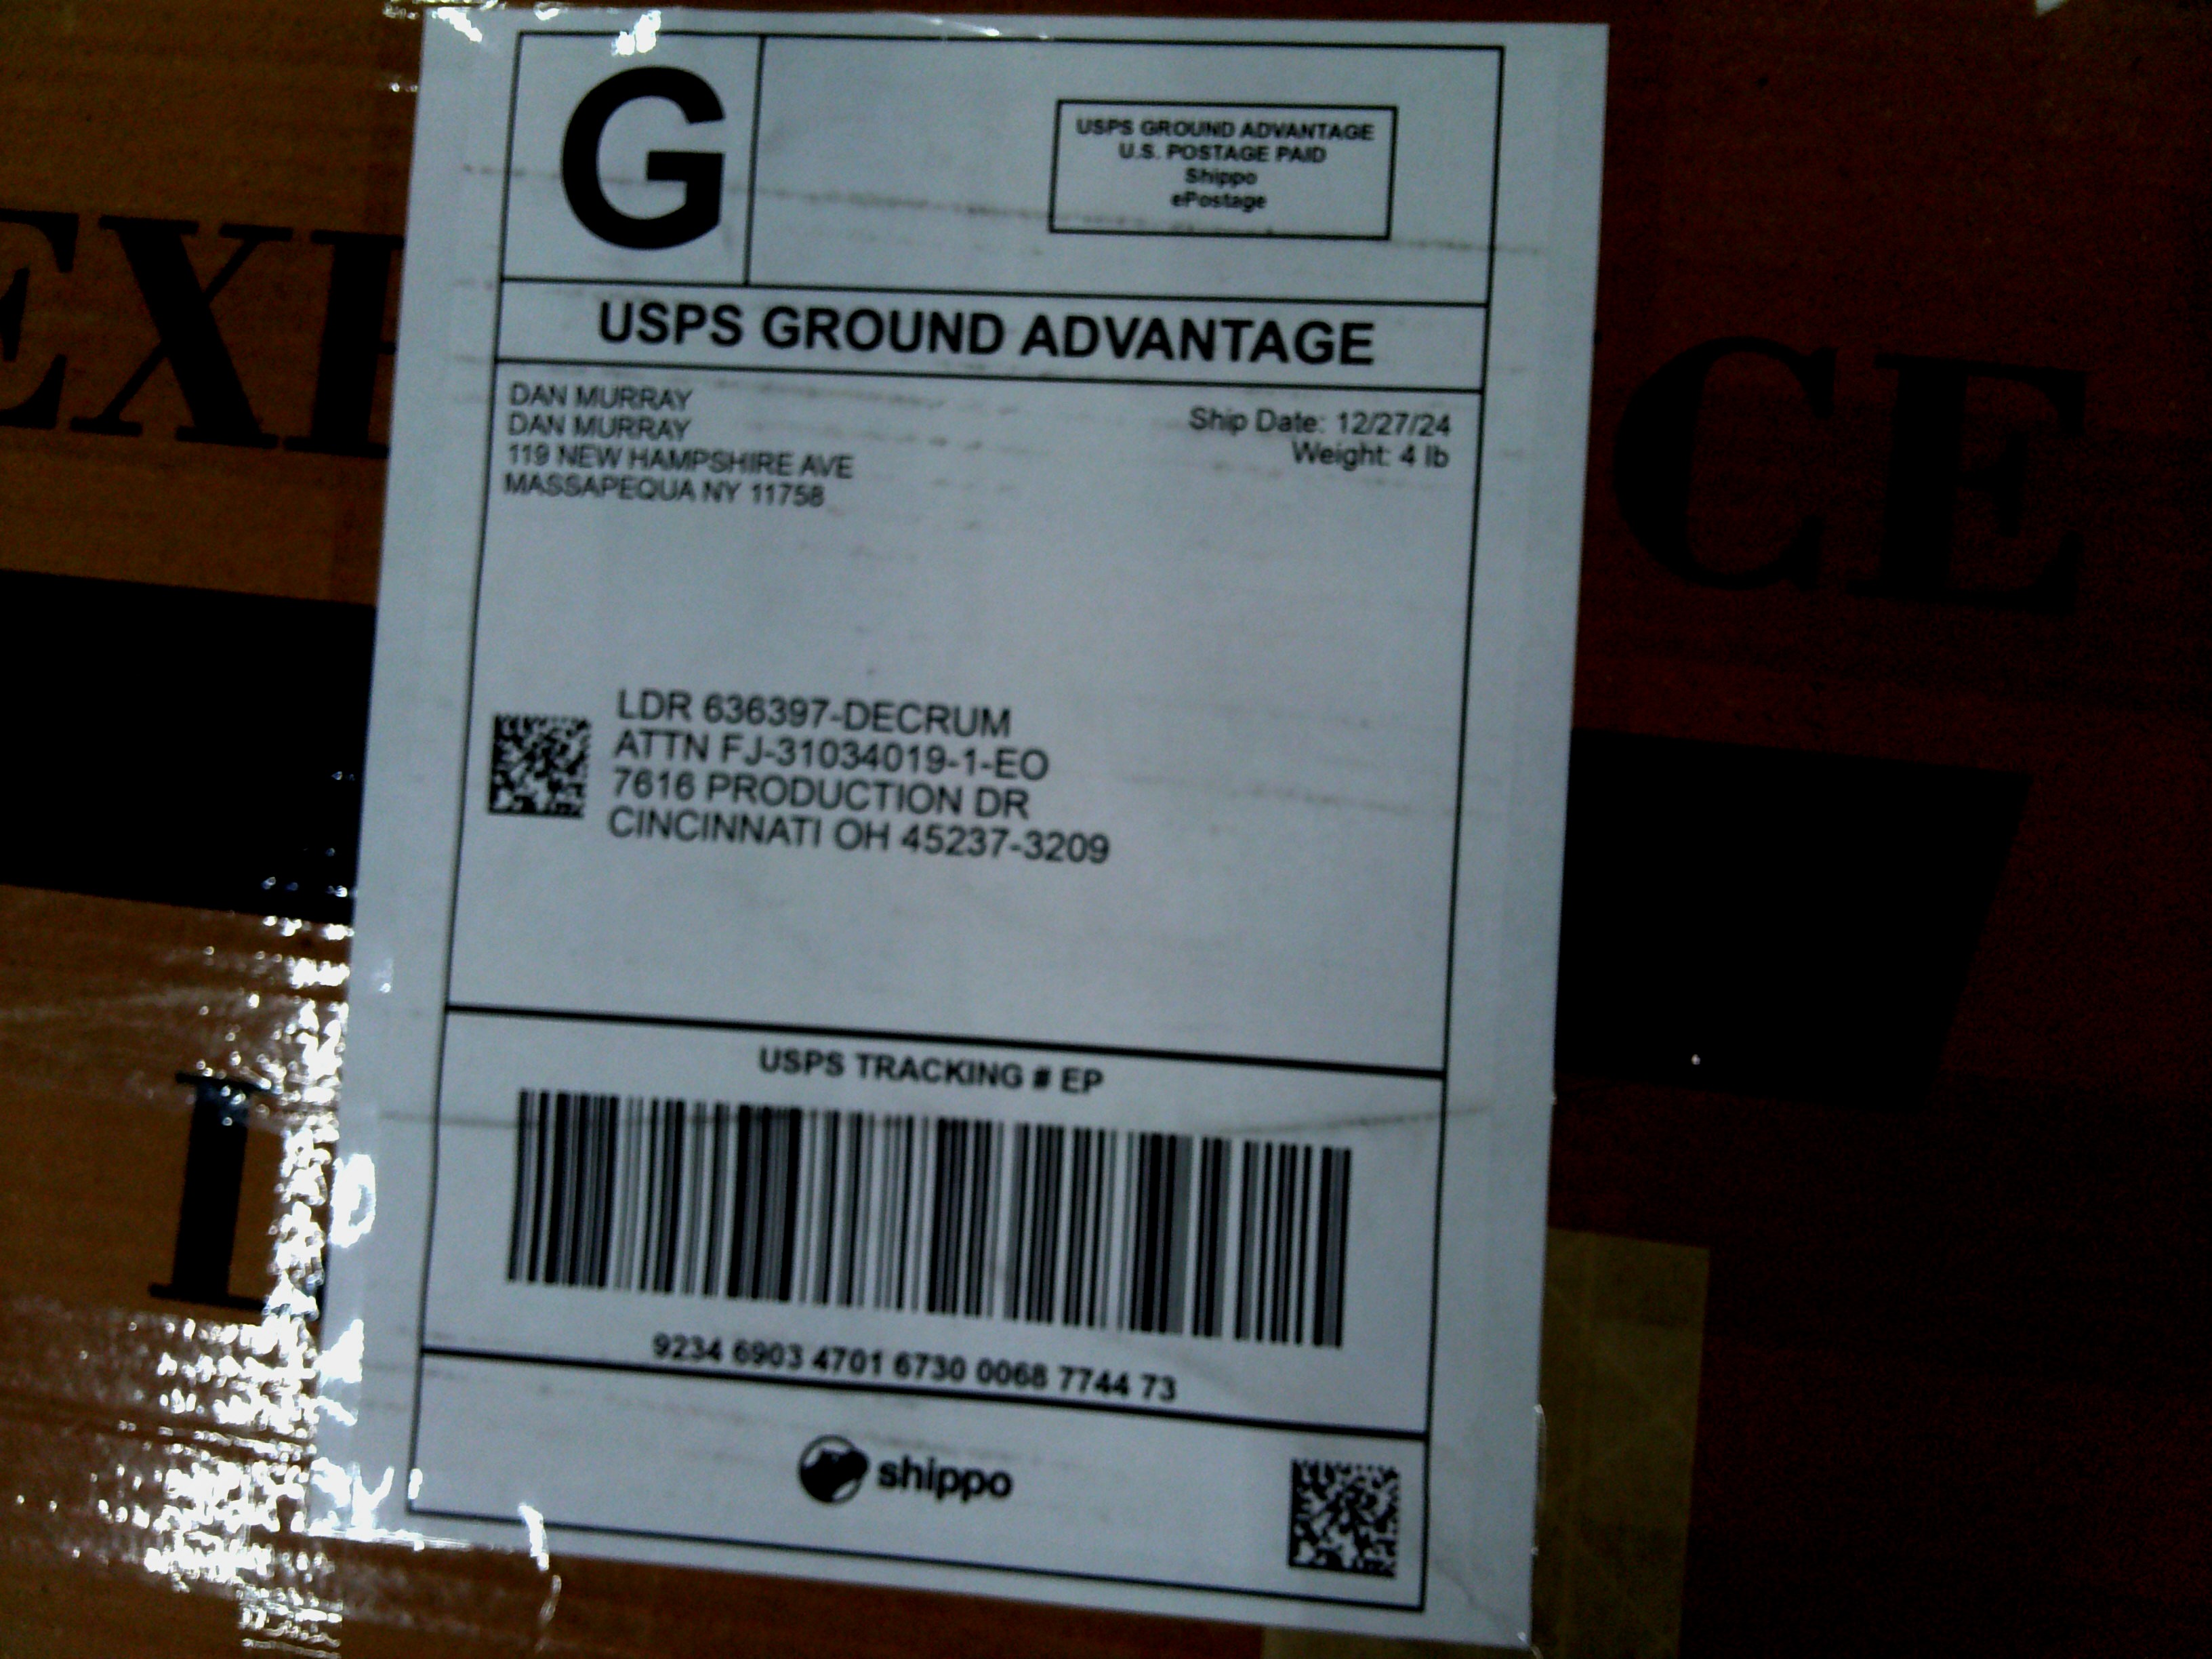 G
USPS GROUND ADVANTAGE
U.S. POSTAGE PAID
Shippo
ePostage
USPS GROUND ADVANTAGE
DAN MURRAY
DAN MURRAY
119 NEW HAMPSHIRE AVE
MASSAPEQUA NY 11758
Ship Date: 12/27/24
Weight: 4 lb
LDR 636397-DECRUM
ATTN FJ-31034019-1-EO
7616 PRODUCTION DR
CINCINNATI OH 45237-3209
USPS TRACKING # EP
9234 6903 4701 6730 0068 7744 73
shippo